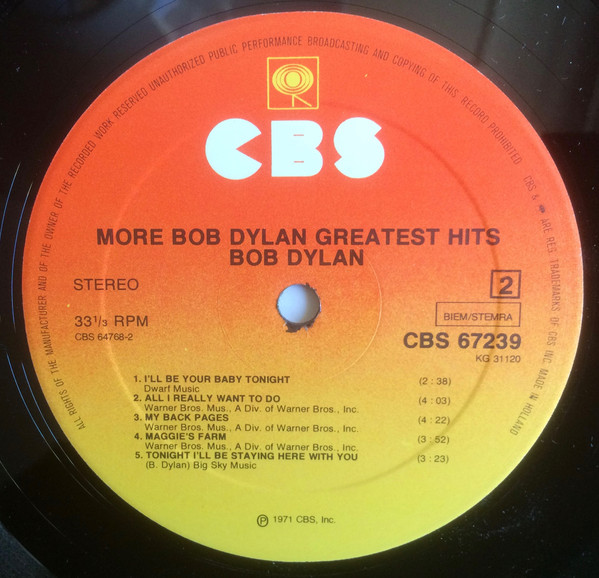 ALL RIGHTS OF THE MANUFACTURER AND OF THE OWNER OF THE RECORDED WORK RESERVED UNAUTHORIZED PUBLIC PERFORMANCE BROADCASTING AND COPYING OF THIS RECORD PROHIBITED CBS & ARE REG. TRADEMARKS OF CBS INC. MADE IN HOLLAND
CBS
MORE BOB DYLAN GREATEST HITS
BOB DYLAN
STEREO
2
33 1/3 RPM
BIEM/STEMRA
CBS 64768-2
CBS 67239
KG 31120
1. I'LL BE YOUR BABY TONIGHT (2 : 38)
Dwarf Music
2. ALL I REALLY WANT TO DO (4 : 03)
Warner Bros. Mus., A Div. of Warner Bros., Inc.
3. MY BACK PAGES (4 : 22)
Warner Bros. Mus., A Div. of Warner Bros., Inc.
4. MAGGIE'S FARM (3 : 52)
Warner Bros. Mus., A Div. of Warner Bros., Inc.
5. TONIGHT I'LL BE STAYING HERE WITH YOU (3 : 23)
(B. Dylan) Big Sky Music
Ⓟ 1971 CBS, Inc.